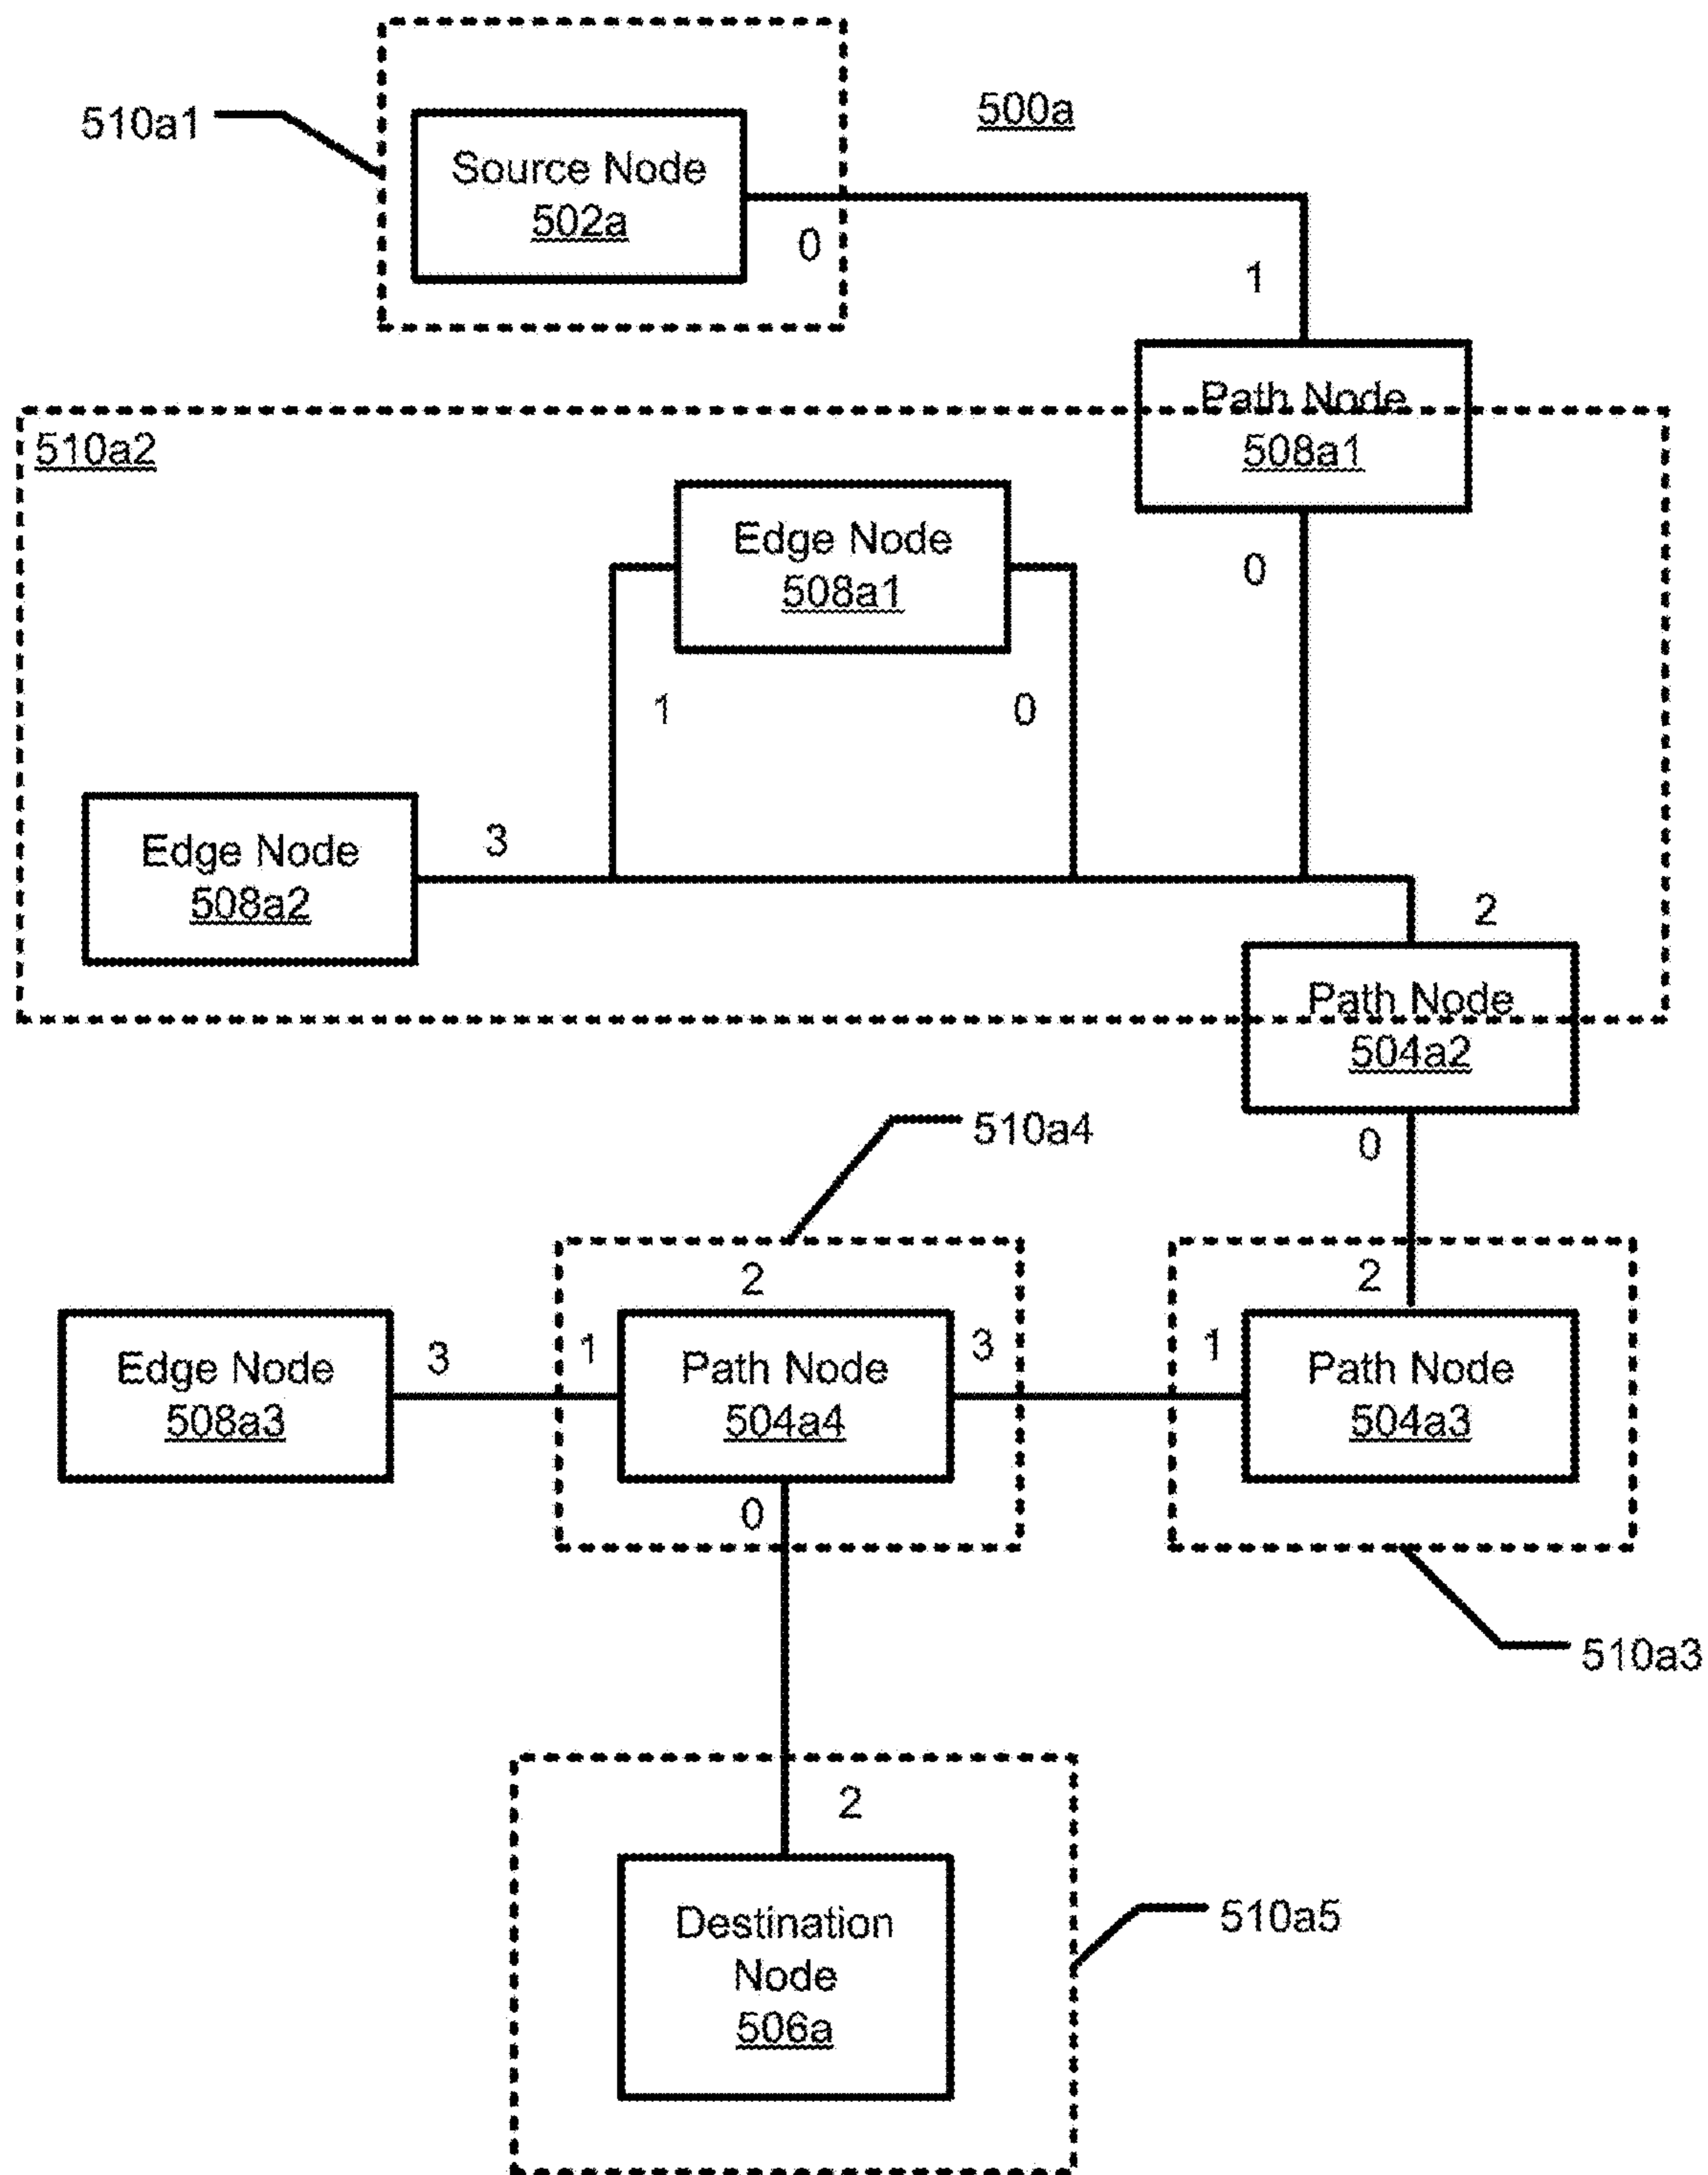 510a1
500a
Source Node
502a
0
1
Path Node
508a1
510a2
Edge Node
508a1
0
1
0
Edge Node
508a2
3
2
Path Node
504a2
0
510a4
2
2
Edge Node
508a3
3
1
Path Node
504a4
3
1
Path Node
504a3
0
510a3
2
Destination
Node
506a
510a5